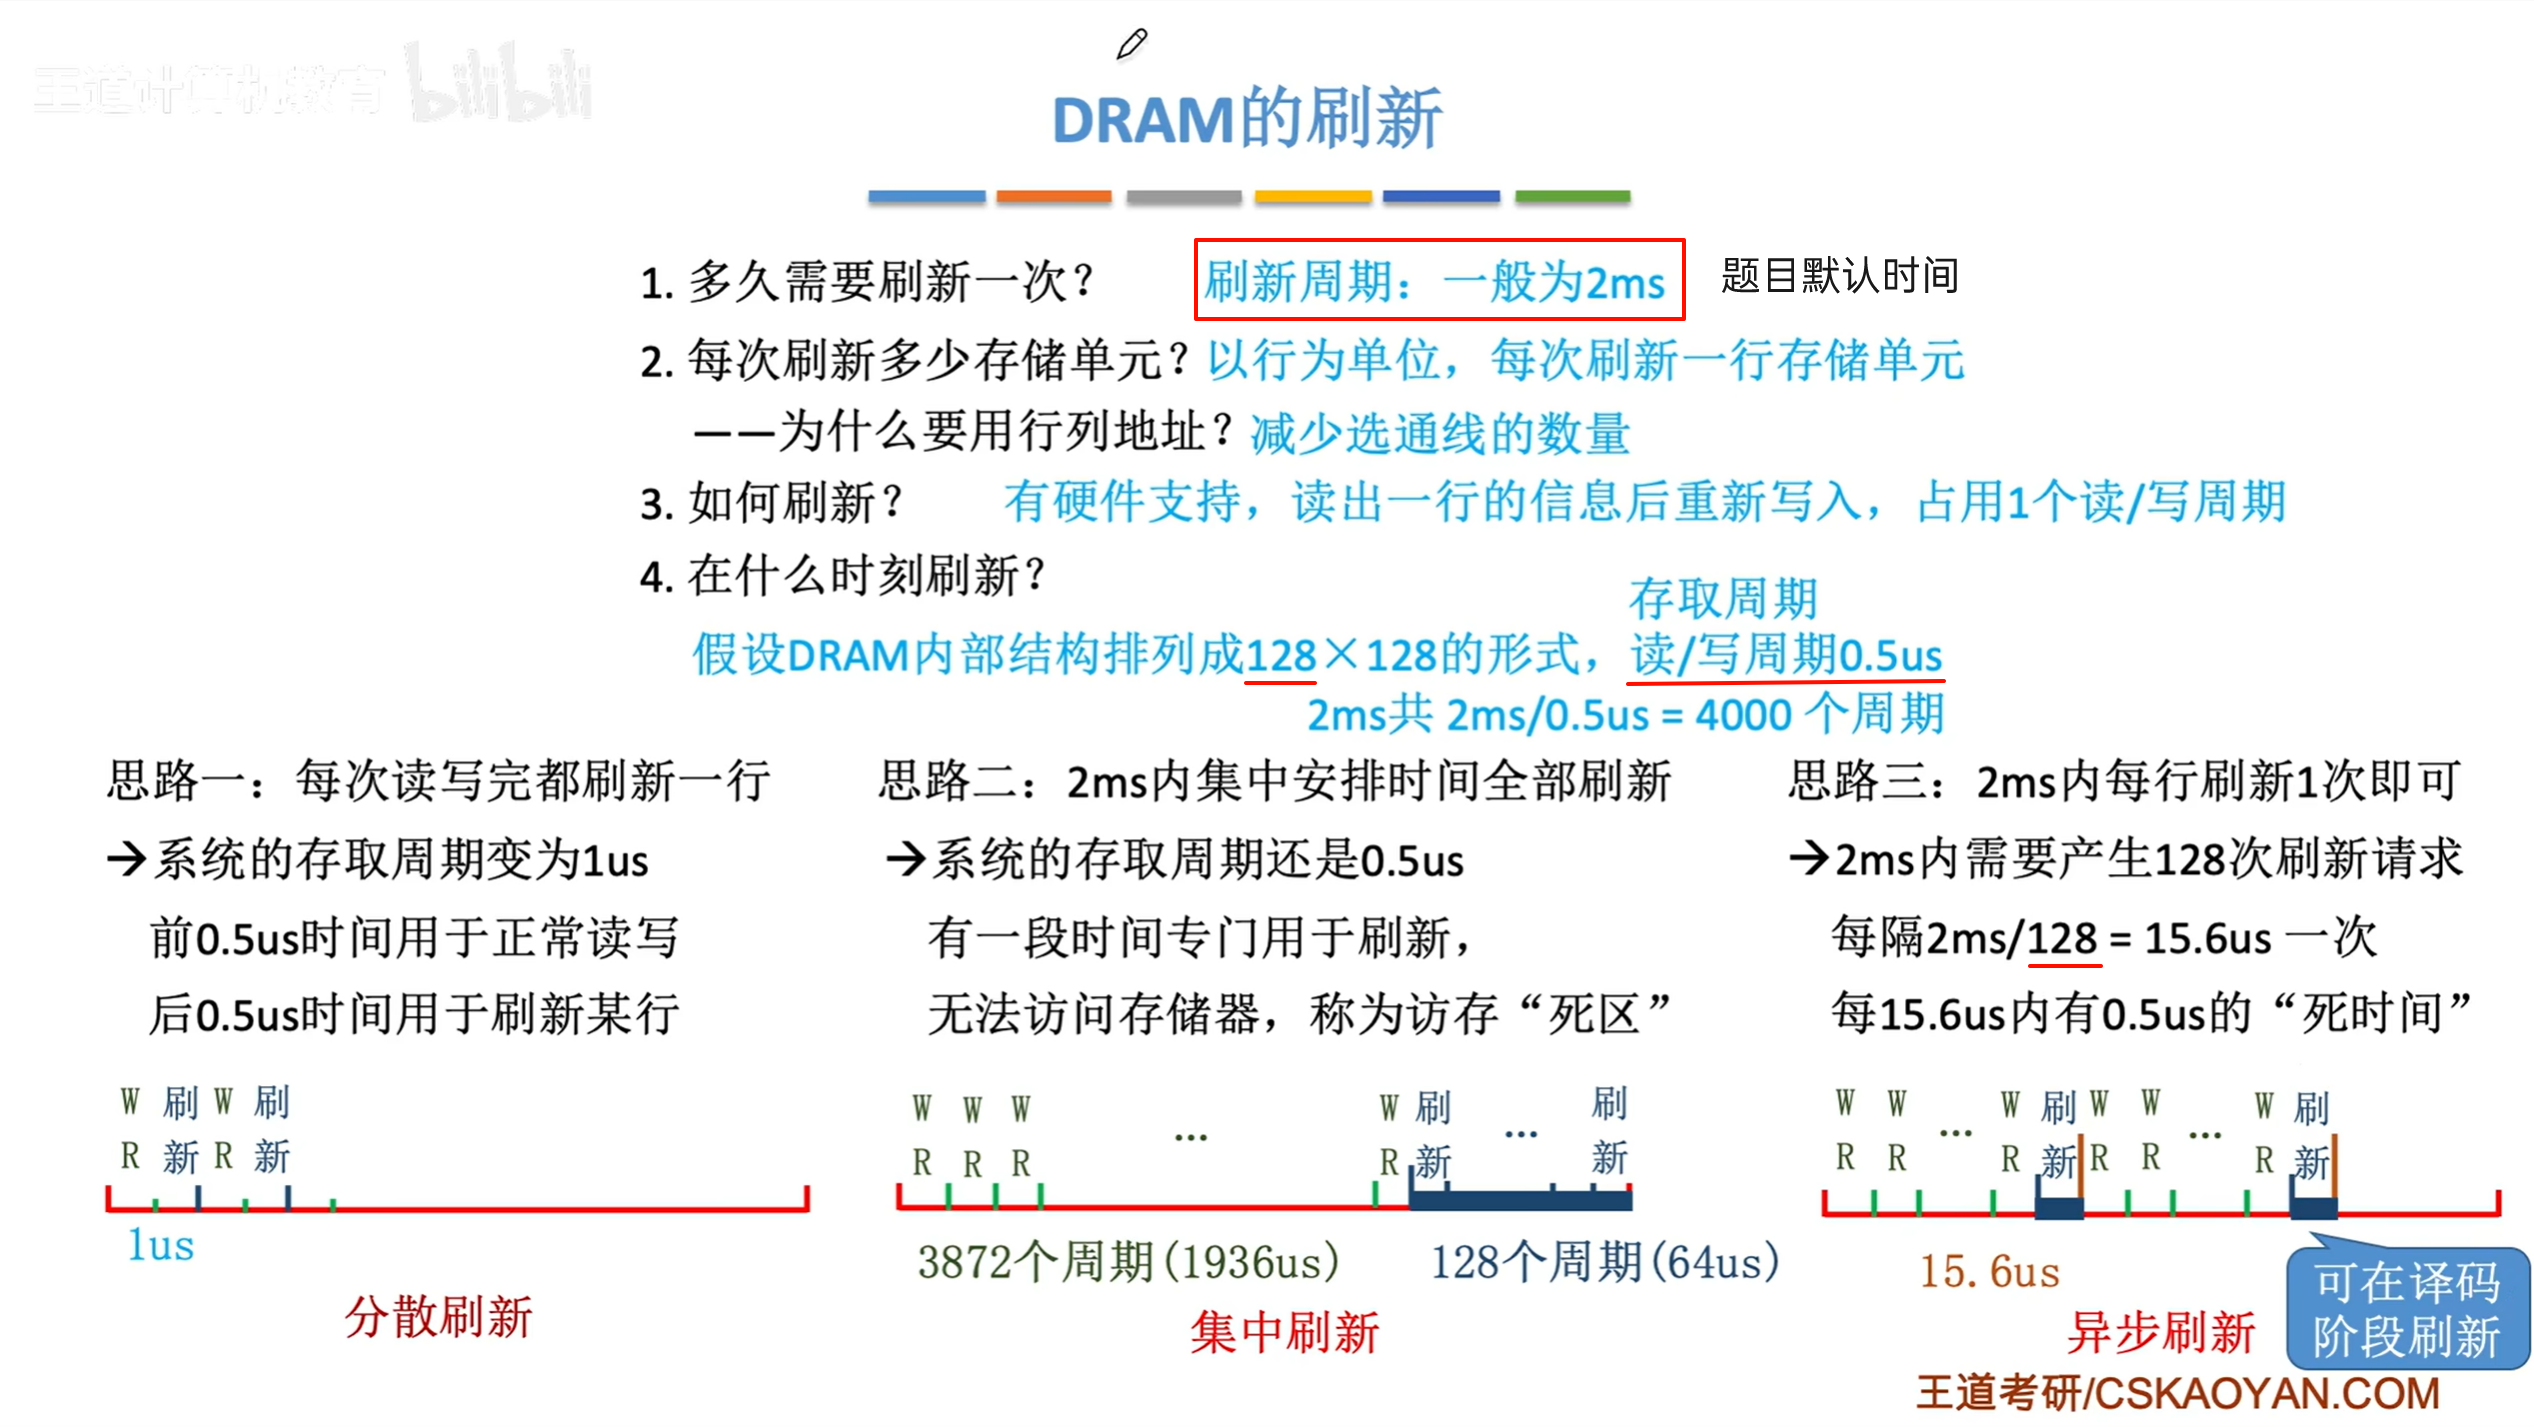 王道计算机教育 bilibili
DRAM的刷新
1. 多久需要刷新一次？ 刷新周期：一般为2ms 题目默认时间
2. 每次刷新多少存储单元？以行为单位，每次刷新一行存储单元
——为什么要用行列地址？减少选通线的数量
3. 如何刷新？ 有硬件支持，读出一行的信息后重新写入，占用1个读/写周期
4. 在什么时刻刷新？
存取周期
假设DRAM内部结构排列成128×128的形式，读/写周期0.5us
2ms共 2ms/0.5us = 4000 个周期
思路一：每次读写完都刷新一行
→系统的存取周期变为1us
前0.5us时间用于正常读写
后0.5us时间用于刷新某行
W 刷 W 刷
R 新 R 新
1us
分散刷新
思路二：2ms内集中安排时间全部刷新
→系统的存取周期还是0.5us
有一段时间专门用于刷新，
无法访问存储器，称为访存“死区”
W W W ... W 刷 ... 刷
R R R R 新 新
3872个周期(1936us) 128个周期(64us)
集中刷新
思路三：2ms内每行刷新1次即可
→2ms内需要产生128次刷新请求
每隔2ms/128 = 15.6us 一次
每15.6us内有0.5us的“死时间”
W W ... W 刷 W W ... W 刷
R R R 新 R R R 新
15.6us
异步刷新
可在译码
阶段刷新
王道考研/CSKAOYAN.COM